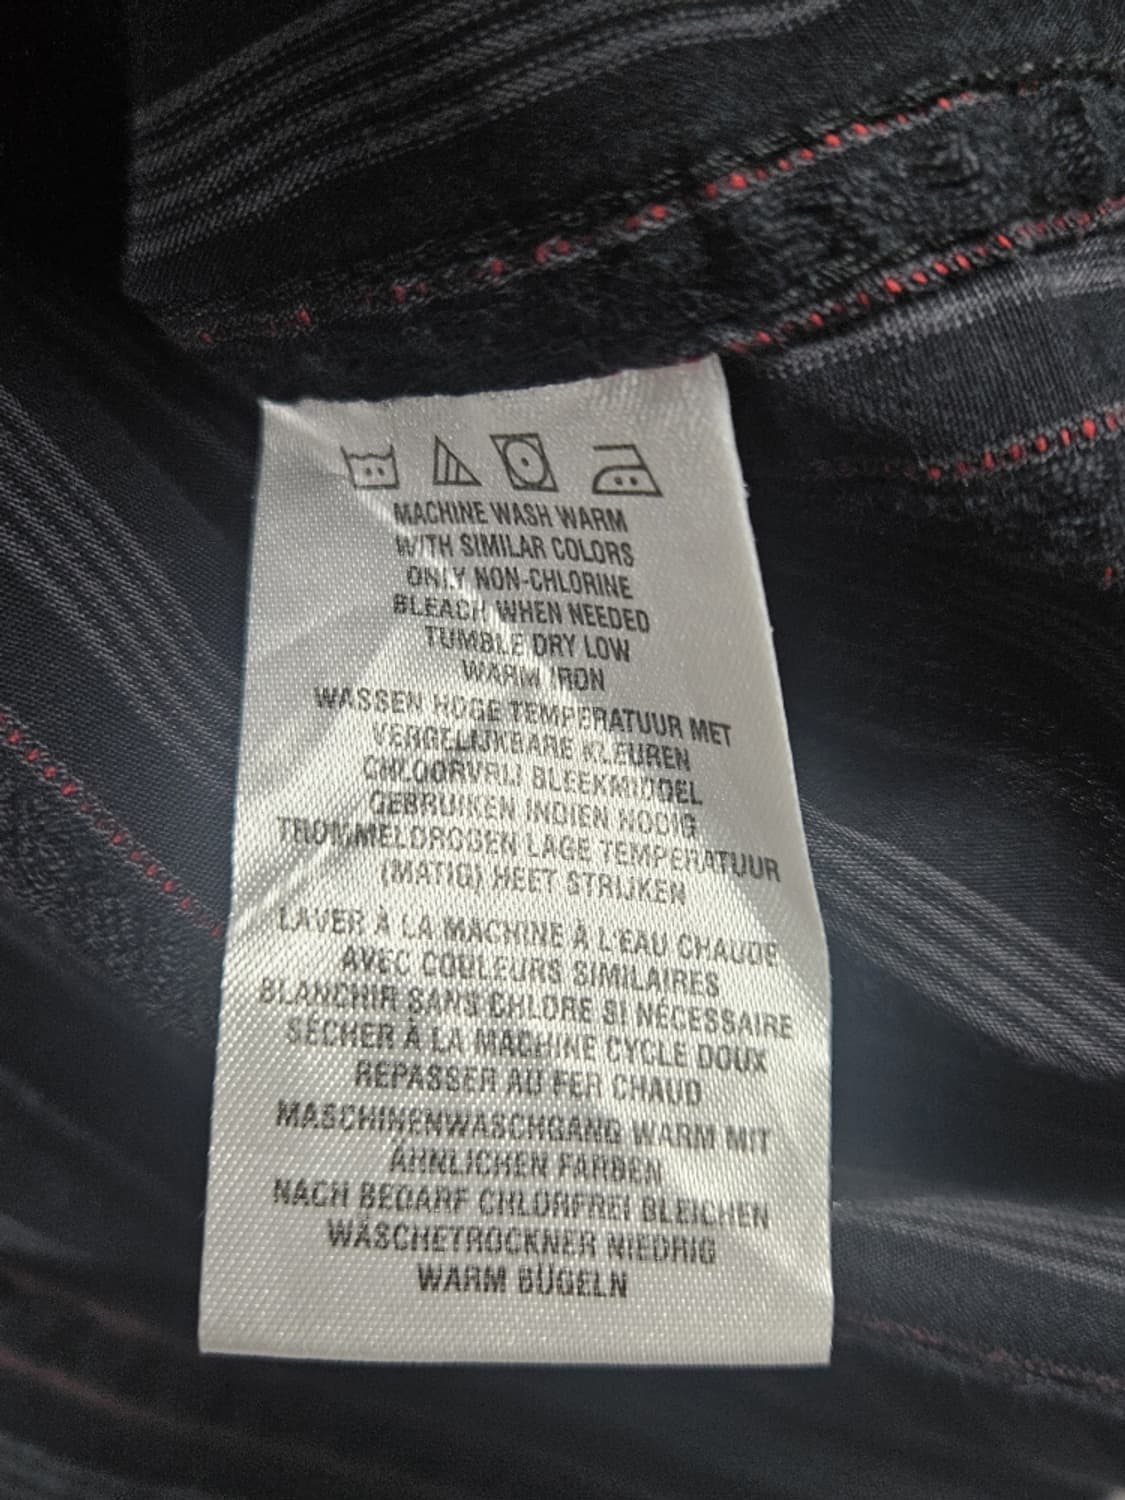 MACHINE WASH WARM
WITH SIMILAR COLORS
ONLY NON-CHLORINE
BLEACH WHEN NEEDED
TUMBLE DRY LOW
WARM IRON
WASSEN HOGE TEMPERATUUR MET
VERGELIJKBARE KLEUREN
CHLOORVRIJ BLEEKMIDDEL
GEBRUIKEN INDIEN NODIG
TROMMELDROGEN LAGE TEMPERATUUR
(MATIG) HEET STRIJKEN
LAVER À LA MACHINE À L'EAU CHAUDE
AVEC COULEURS SIMILAIRES
BLANCHIR SANS CHLORE SI NÉCESSAIRE
SÉCHER À LA MACHINE CYCLE DOUX
REPASSER AU FER CHAUD
MASCHINENWASCHGANG WARM MIT
ÄHNLICHEN FARBEN
NACH BEDARF CHLORFREI BLEICHEN
WÄSCHETROCKNER NIEDRIG
WARM BÜGELN